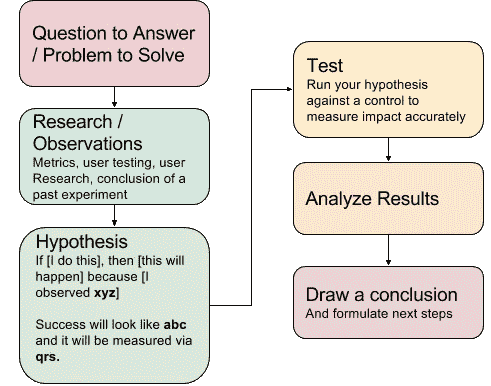 Question to Answer
/ Problem to Solve
Research /
Observations
Metrics, user testing, user
Research, conclusion of a
past experiment
Hypothesis
If [I do this], then [this will
happen] because [I
observed xyz]
Success will look like abc
and it will be measured via
qrs.
Test
Run your hypothesis
against a control to
measure impact accurately
Analyze Results
Draw a conclusion
And formulate next steps